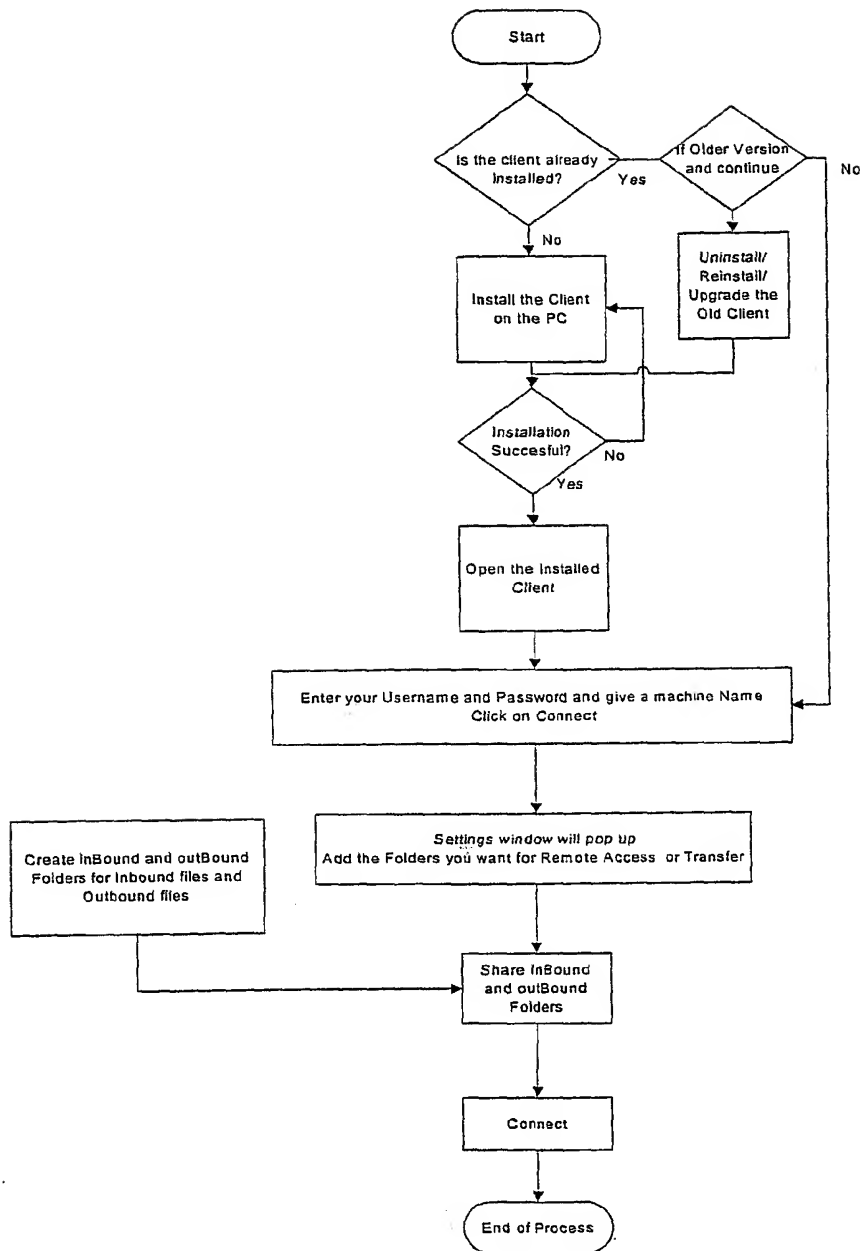 Start
Is the client already
installed?
Yes
If Older Version
and continue
No
No
Install the Client
on the PC
Uninstall/
Reinstall/
Upgrade the
Old Client
Installation
Succesful?
No
Yes
Open the Installed
Client
Enter your Username and Password and give a machine Name
Click on Connect
Settings window will pop up
Add the Folders you want for Remote Access or Transfer
Create InBound and outBound
Folders for Inbound files and
Outbound files
Share InBound
and outBound
Folders
Connect
End of Process